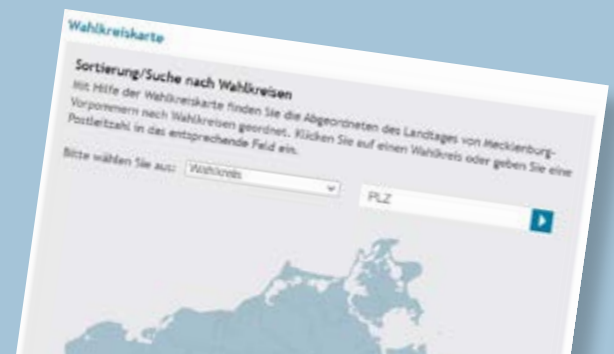 Wahlkreiskarte
Sortierung/Suche nach Wahlkreisen
Mit Hilfe der Wahlkreiskarte finden Sie die Abgeordneten des Landtages von Mecklenburg-
Vorpommern nach Wahlkreisen geordnet. Klicken Sie auf einen Wahlkreis oder geben Sie eine
Postleitzahl in das entsprechende Feld ein.
Bitte wählen Sie aus: Wahlkreis PLZ